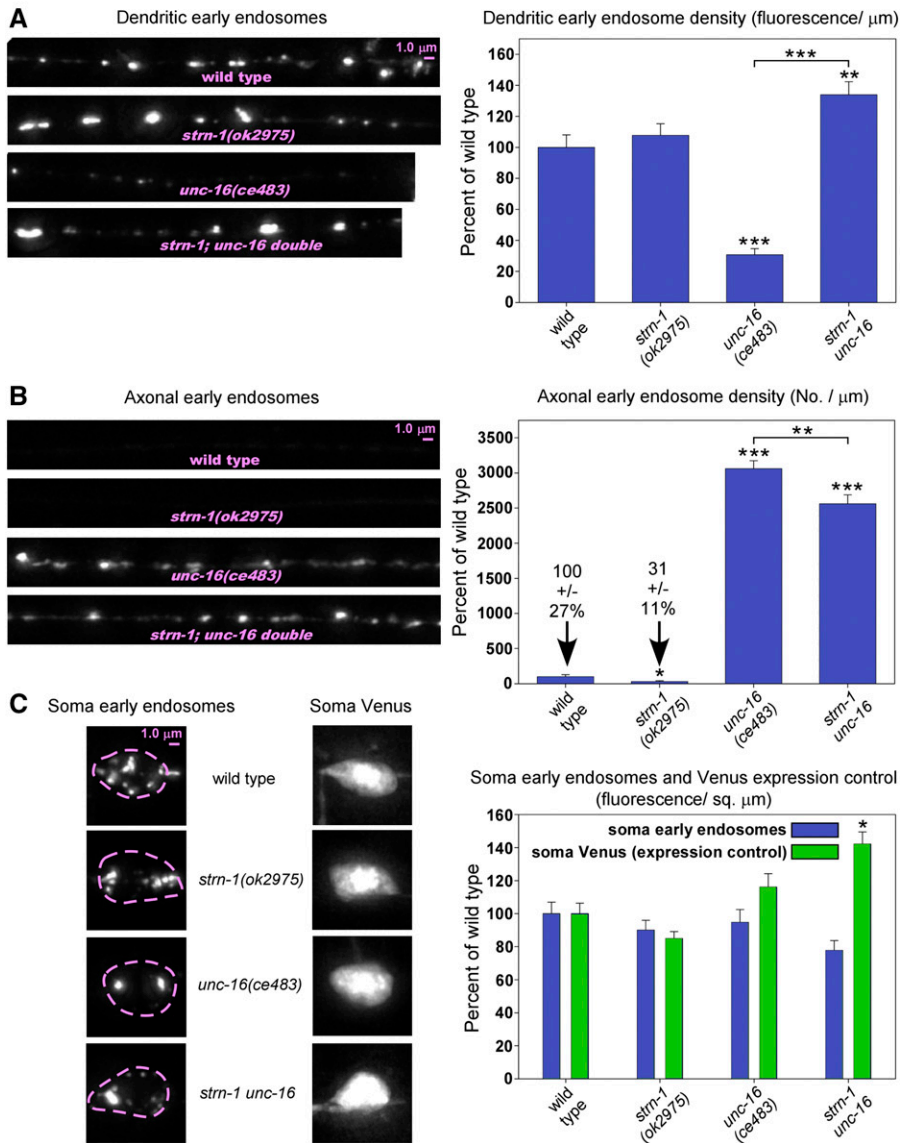 A
Dendritic early endosomes
1.0 μm
wild type
strn-1(ok2975)
unc-16(ce483)
strn-1; unc-16 double
Dendritic early endosome density (fluorescence/ μm)
Percent of wild type
160
140
120
100
80
60
40
20
0
***
**
***
wild
type
strn-1
(ok2975)
unc-16
(ce483)
strn-1
unc-16
B
Axonal early endosomes
1.0 μm
wild type
strn-1(ok2975)
unc-16(ce483)
strn-1; unc-16 double
Axonal early endosome density (No. / μm)
Percent of wild type
3500
3000
2500
2000
1500
1000
500
0
**
***
***
100
+/-
27%
31
+/-
11%
*
wild
type
strn-1
(ok2975)
unc-16
(ce483)
strn-1
unc-16
C
Soma early endosomes
Soma Venus
1.0 μm
wild type
strn-1(ok2975)
unc-16(ce483)
strn-1 unc-16
Soma early endosomes and Venus expression control
(fluorescence/ sq. μm)
Percent of wild type
160
140
120
100
80
60
40
20
0
soma early endosomes
soma Venus (expression control)
*
wild
type
strn-1
(ok2975)
unc-16
(ce483)
strn-1
unc-16